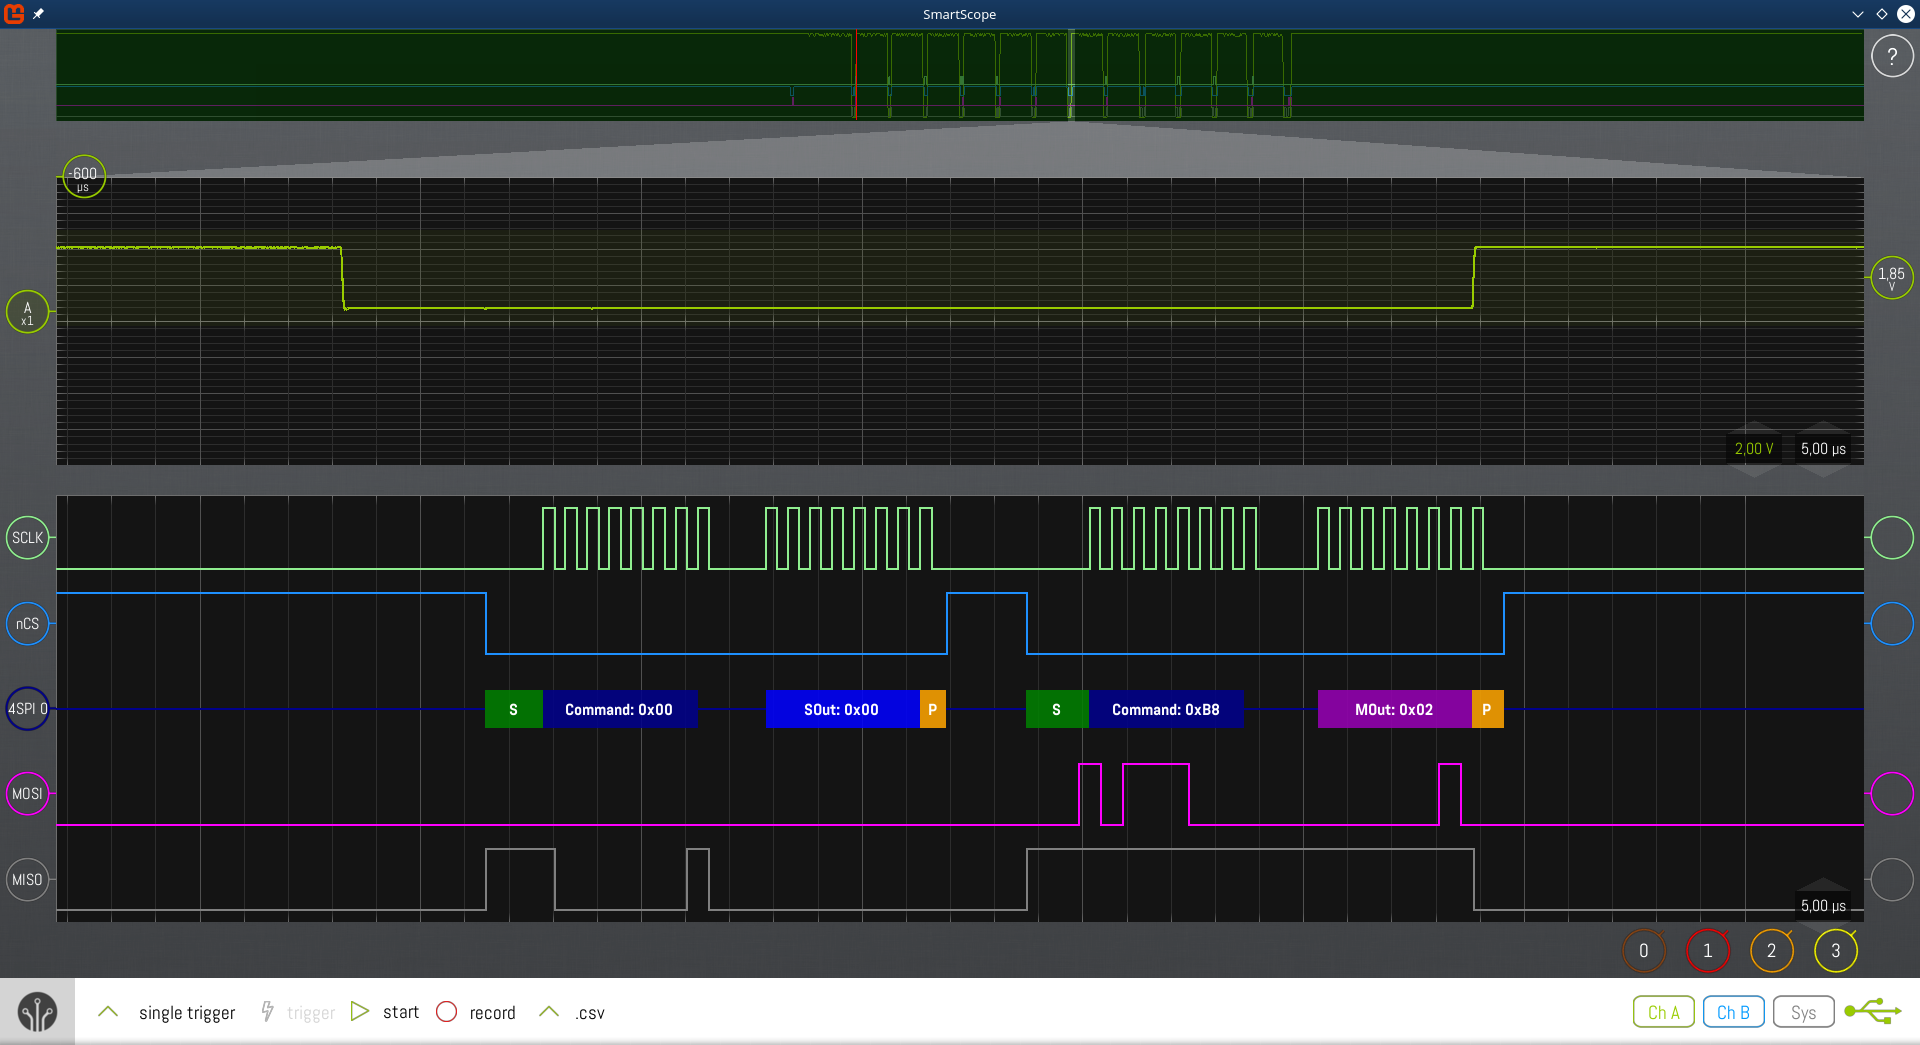 SmartScope
?
-600
µs
A
x1
1,85
V
2,00 V
5,00 µs
SCLK
nCS
4SPI 0
S
Command: 0x00
SOut: 0x00
P
S
Command: 0xB8
MOut: 0x02
P
MOSI
MISO
5,00 µs
0
1
2
3
single trigger
trigger
start
record
.csv
Ch A
Ch B
Sys